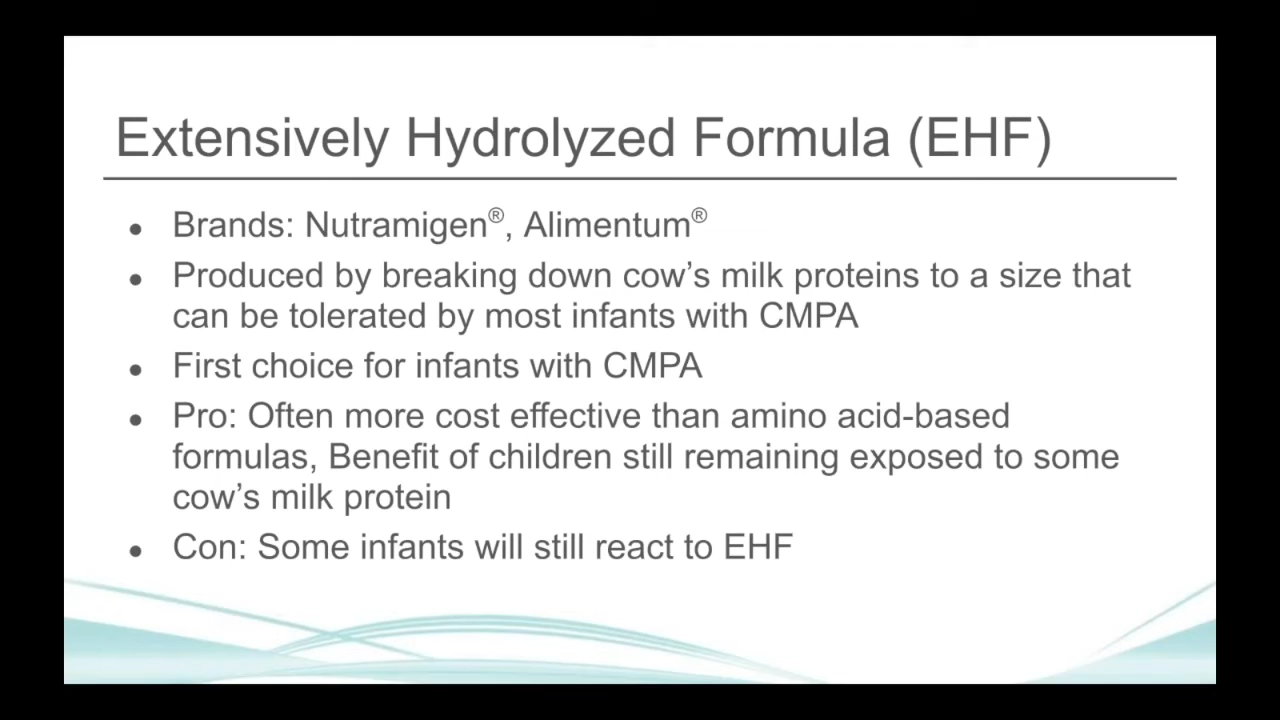 Extensively Hydrolyzed Formula (EHF)
• Brands: Nutramigen®, Alimentum®
• Produced by breaking down cow’s milk proteins to a size that
can be tolerated by most infants with CMPA
• First choice for infants with CMPA
• Pro: Often more cost effective than amino acid-based
formulas, Benefit of children still remaining exposed to some
cow’s milk protein
• Con: Some infants will still react to EHF